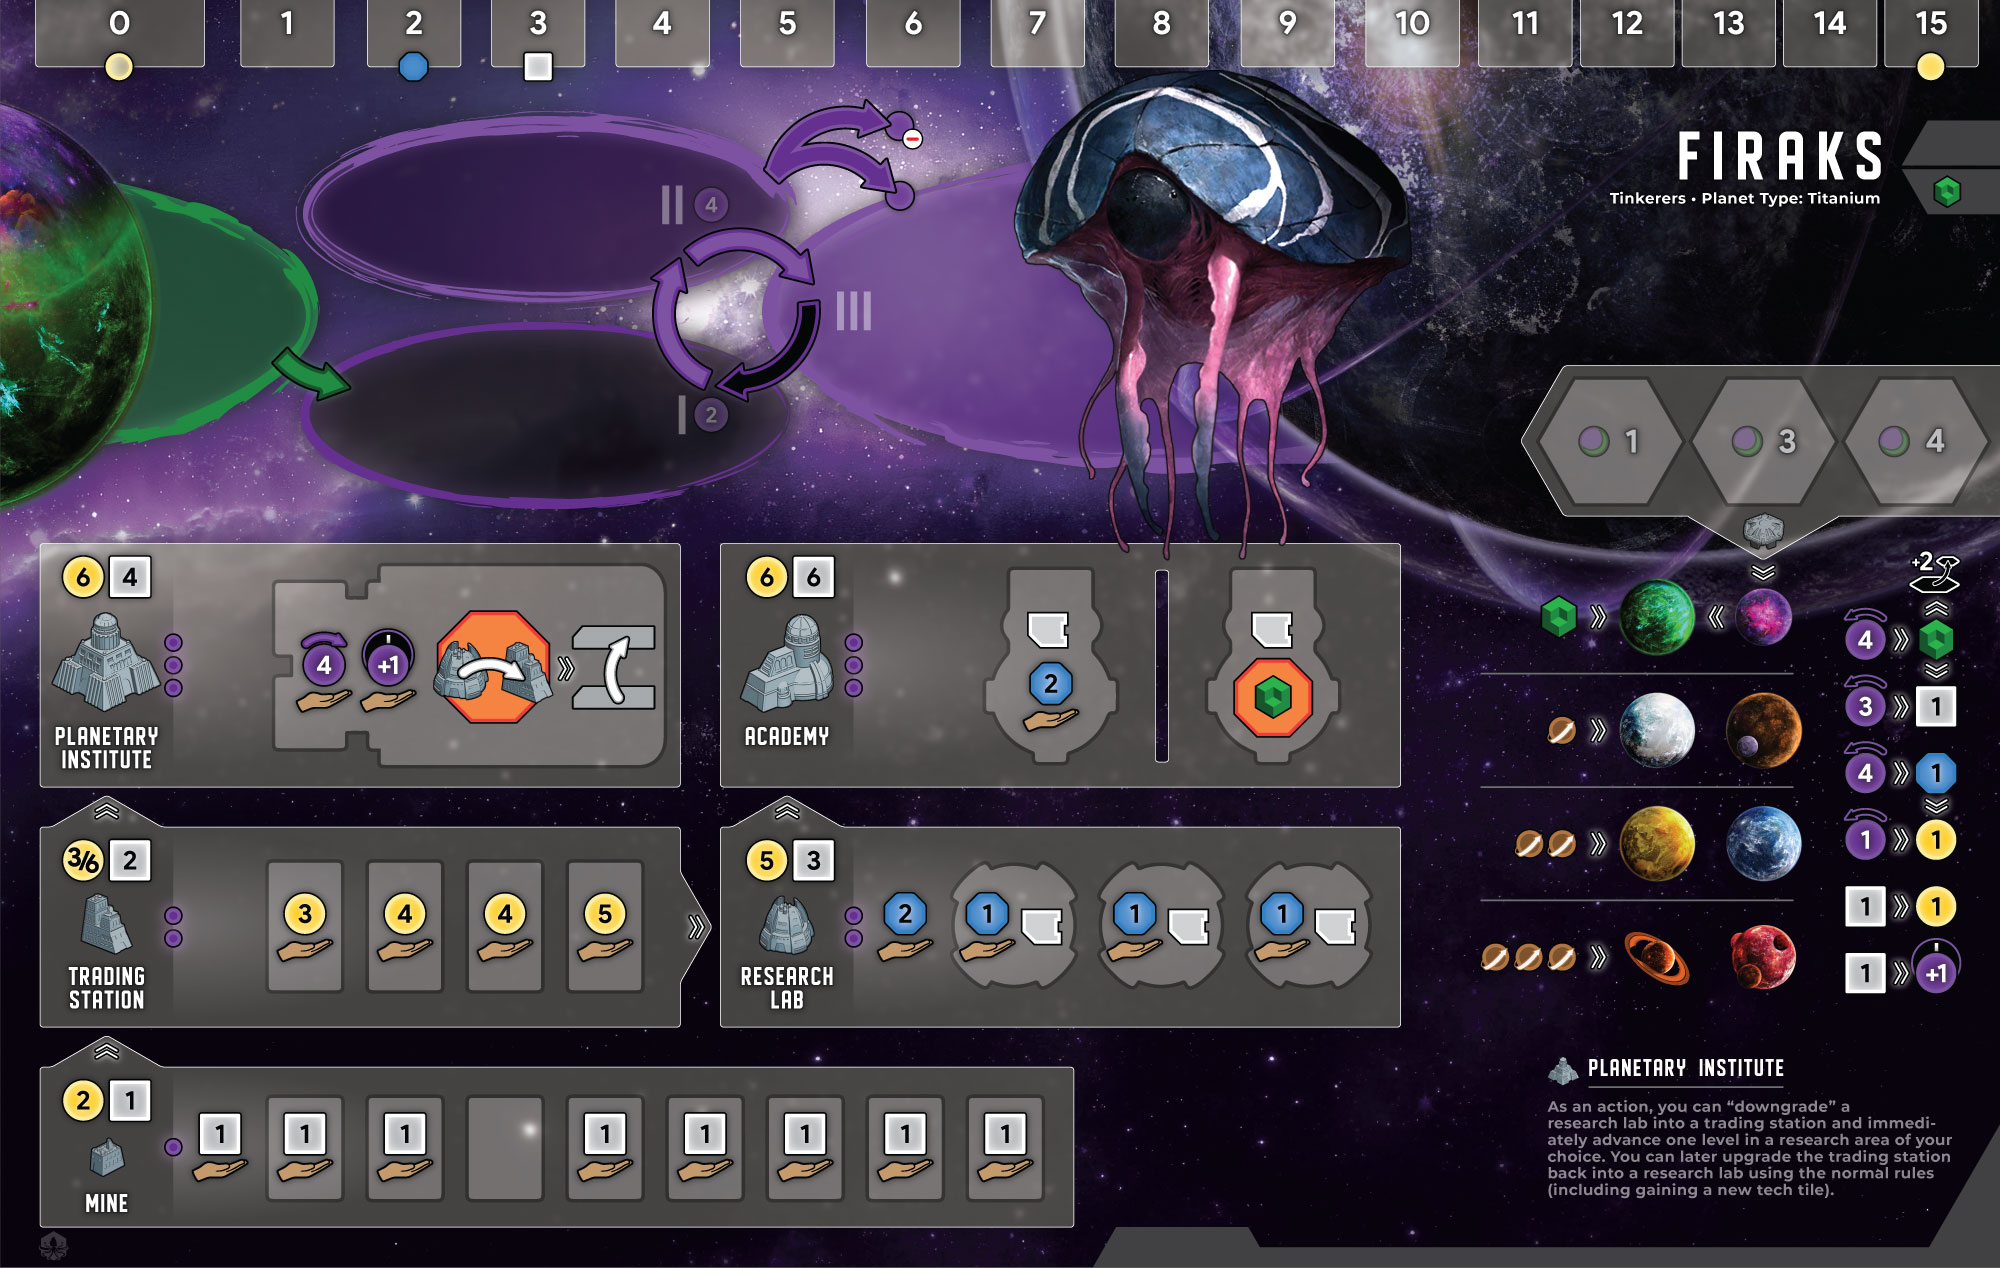 0 1 2 3 4 5 6 7 8 9 10 11 12 13 14 15
FIRAKS
Tinkerers • Planet Type: Titanium
II 4
III
I 2
1 3 4
6 4
PLANETARY
INSTITUTE
4 +1
6 6
ACADEMY
2
3/6 2
TRADING
STATION
3 4 4 5
5 3
RESEARCH
LAB
2 1 1 1
2 1
MINE
1 1 1 1 1 1 1 1
+2
4
3 1
4 1
1 1
1 1
1 +1
PLANETARY INSTITUTE
As an action, you can “downgrade” a
research lab into a trading station and immedi-
ately advance one level in a research area of your
choice. You can later upgrade the trading station
back into a research lab using the normal rules
(including gaining a new tech tile).